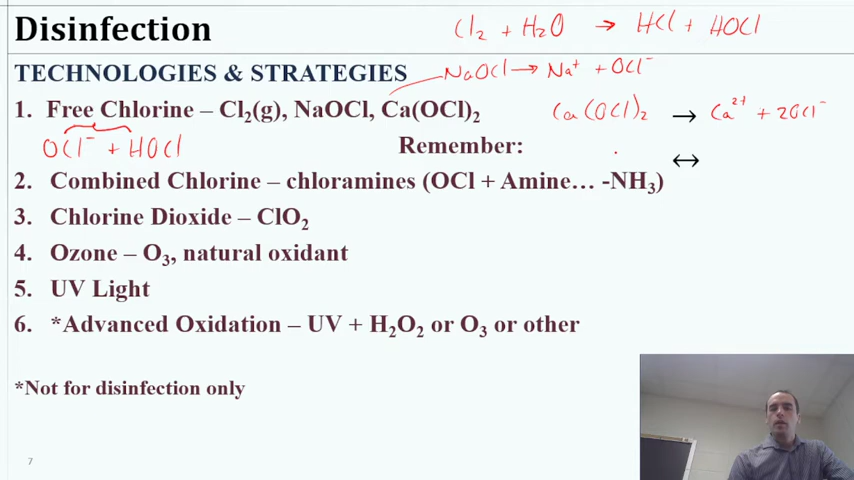 Disinfection
Cl₂ + H₂O → HCl + HOCl
TECHNOLOGIES & STRATEGIES
NaOCl → Na⁺ + OCl⁻
1. Free Chlorine – Cl₂(g), NaOCl, Ca(OCl)₂
Ca(OCl)₂ → Ca²⁺ + 2OCl⁻
OCl⁻ + HOCl
Remember:
↔
2. Combined Chlorine – chloramines (OCl + Amine… -NH₃)
3. Chlorine Dioxide – ClO₂
4. Ozone – O₃, natural oxidant
5. UV Light
6. *Advanced Oxidation – UV + H₂O₂ or O₃ or other
*Not for disinfection only
7